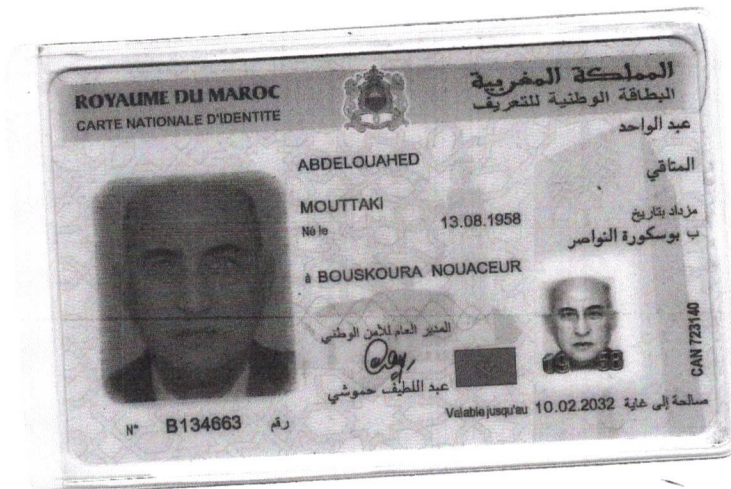 ROYAUME DU MAROC
المملكة المغربية
CARTE NATIONALE D'IDENTITE
البطاقة الوطنية للتعريف
عبد الواحد
ABDELOUAHED
المتاقي
MOUTTAKI
مزداد بتاريخ
Né le 13.08.1958
ب بوسكورة النواصر
à BOUSKOURA NOUACEUR
المدير العام للأمن الوطني
عبد اللطيف حموشي
CAN 723140
N° B134663 رقم
Valable jusqu'au 10.02.2032 صالحة إلى غاية